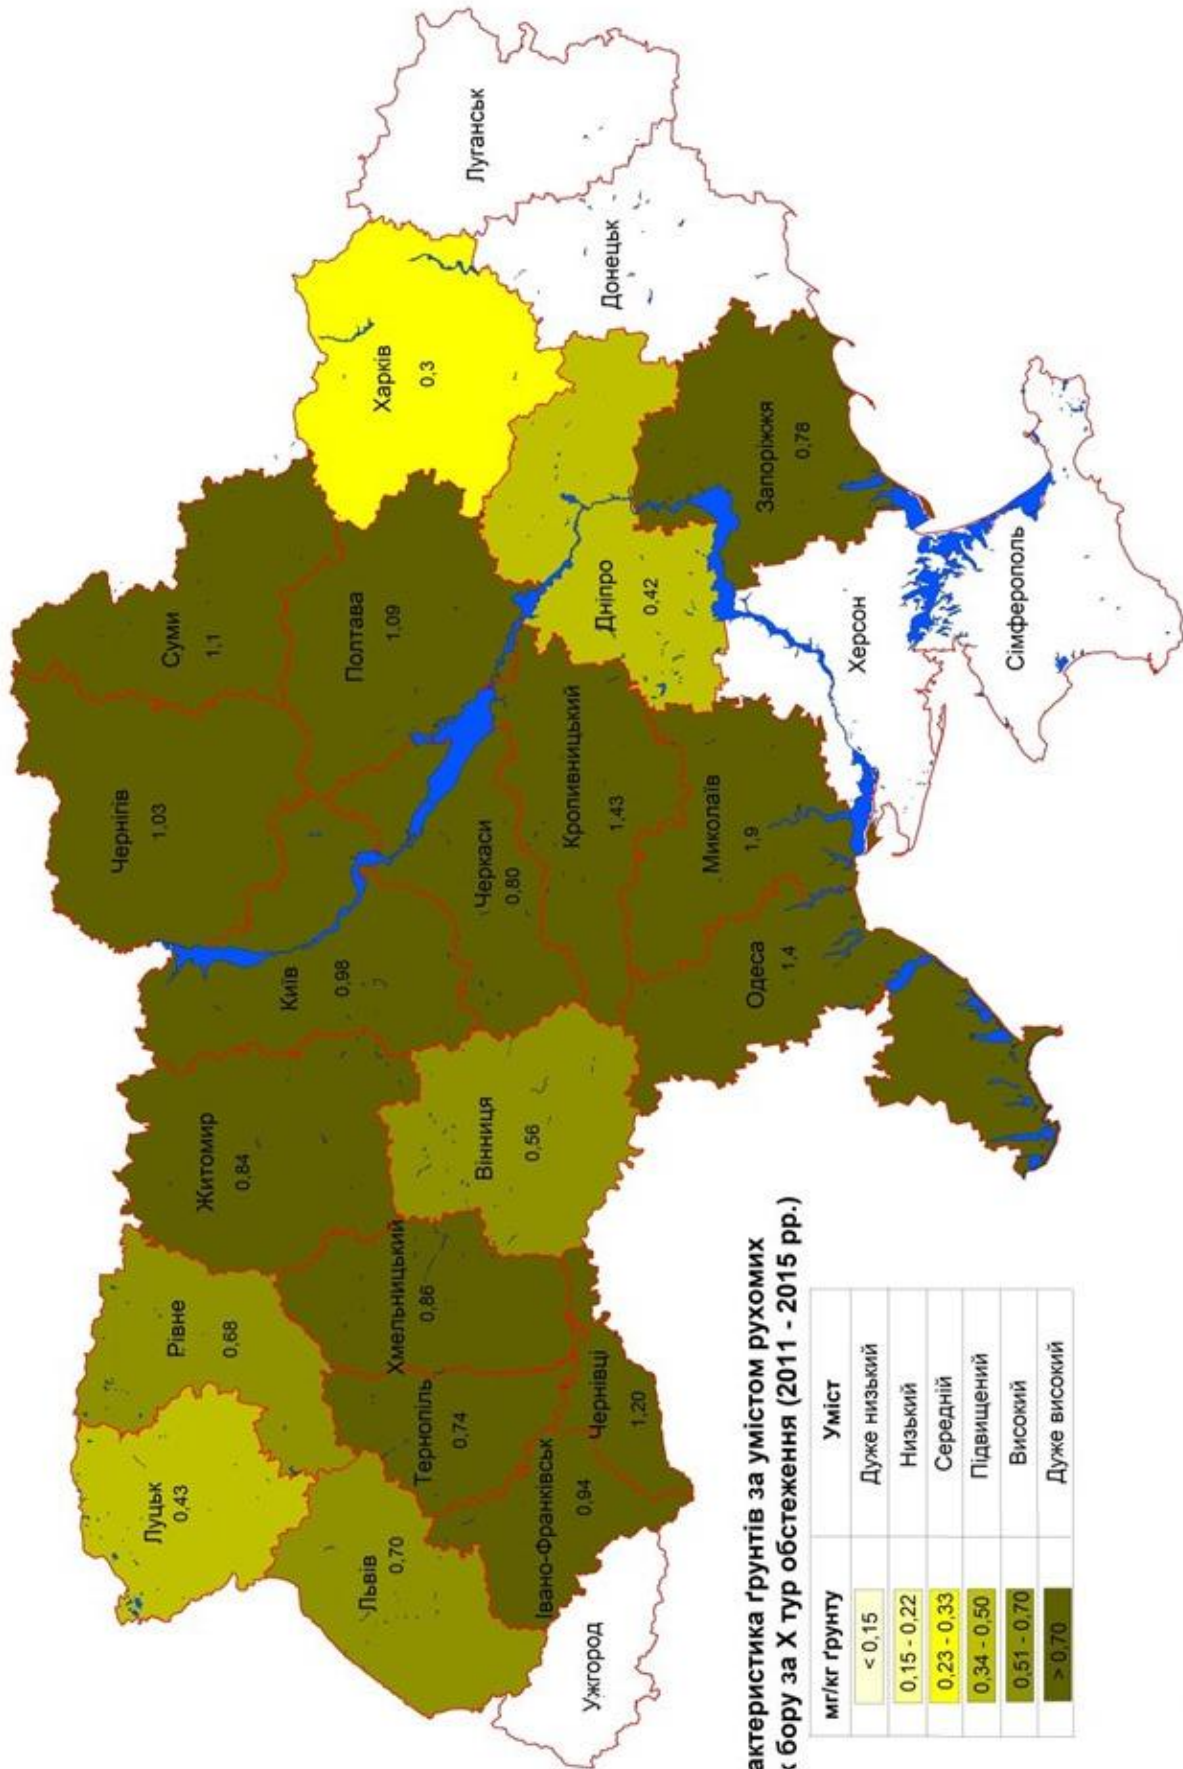 Луганськ
Донецьк
Харків
0,3
Запоріжжя
0,78
Дніпро
0,42
Херсон
Сімферополь
Суми
1,1
Полтава
1,09
Чернігів
1,03
Київ
0,98
Черкаси
0,80
Кропивницький
1,43
Миколаїв
1,9
Одеса
1,4
Житомир
0,84
Вінниця
0,56
Рівне
0,68
Хмельницький
0,86
Тернопіль
0,74
Чернівці
1,20
Луцьк
0,43
Львів
0,70
Івано-Франківськ
0,94
Ужгород
актеристика ґрунтів за умістом рухомих
бору за X тур обстеження (2011 - 2015 рр.)
мг/кг ґрунту Уміст
< 0,15 Дуже низький
0,15 - 0,22 Низький
0,23 - 0,33 Середній
0,34 - 0,50 Підвищений
0,51 - 0,70 Високий
> 0,70 Дуже високий